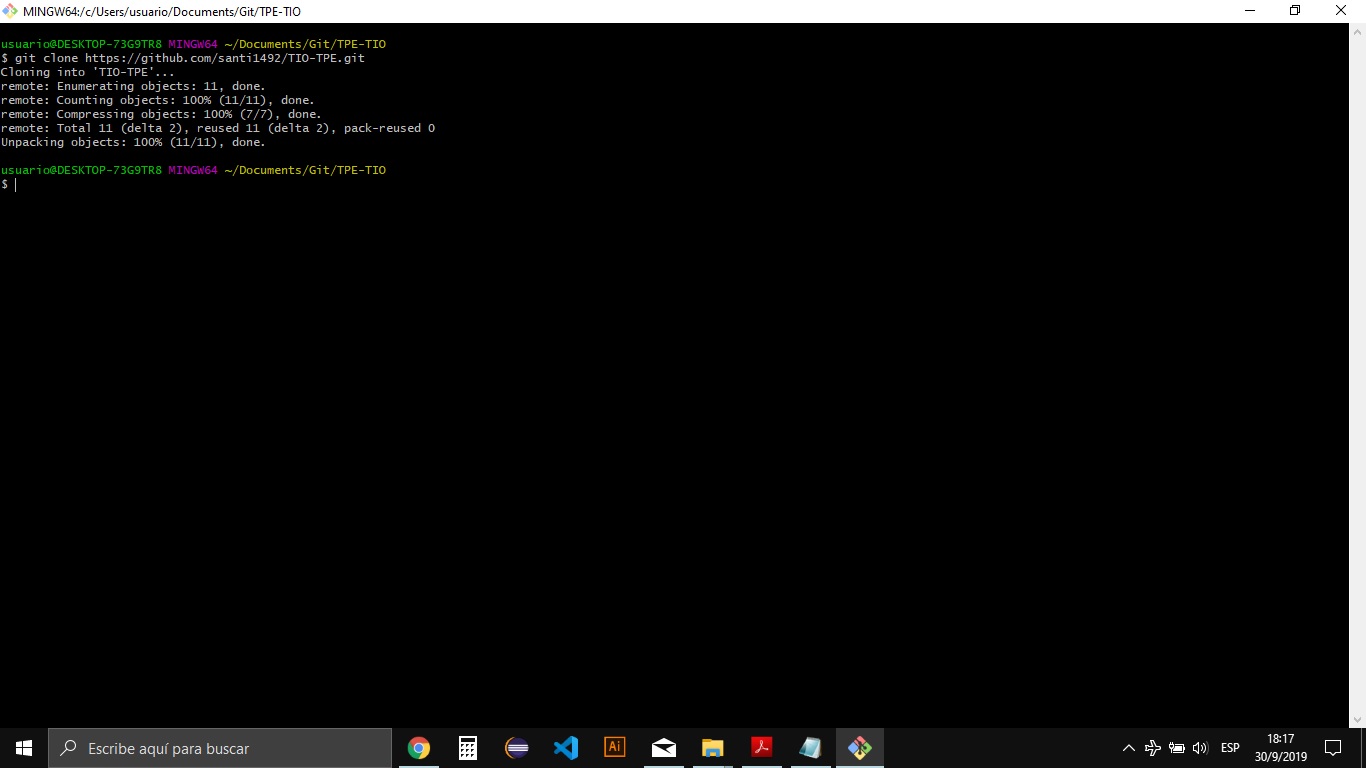 MINGW64:/c/Users/usuario/Documents/Git/TPE-TIO
usuario@DESKTOP-73G9TR8 MINGW64 ~/Documents/Git/TPE-TIO
$ git clone https://github.com/santi1492/TIO-TPE.git
Cloning into 'TIO-TPE'...
remote: Enumerating objects: 11, done.
remote: Counting objects: 100% (11/11), done.
remote: Compressing objects: 100% (7/7), done.
remote: Total 11 (delta 2), reused 11 (delta 2), pack-reused 0
Unpacking objects: 100% (11/11), done.
usuario@DESKTOP-73G9TR8 MINGW64 ~/Documents/Git/TPE-TIO
$
Escribe aquí para buscar
Ai
ESP
18:17
30/9/2019